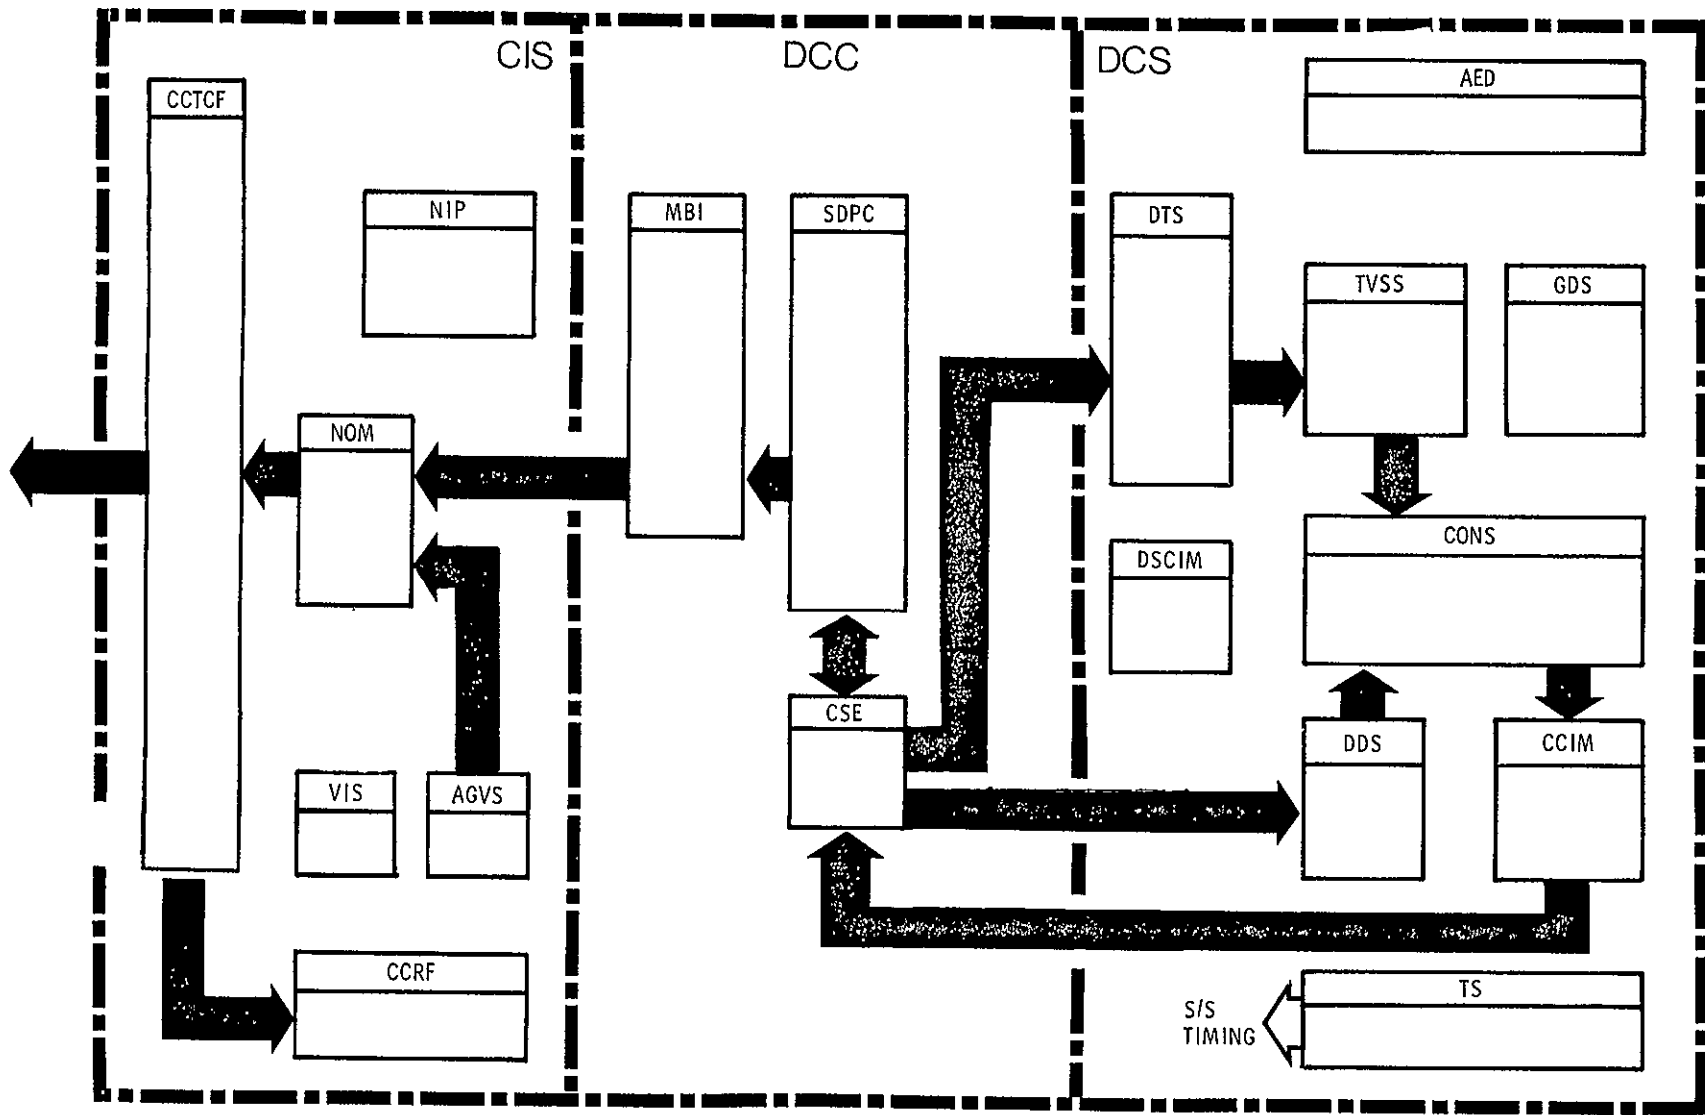 CIS
DCC
DCS
CCTCF
NIP
MBI
SDPC
DTS
AED
TVSS
GDS
NOM
CONS
DSCIM
CSE
DDS
CCIM
VIS
AGVS
CCRF
TS
S/S
TIMING